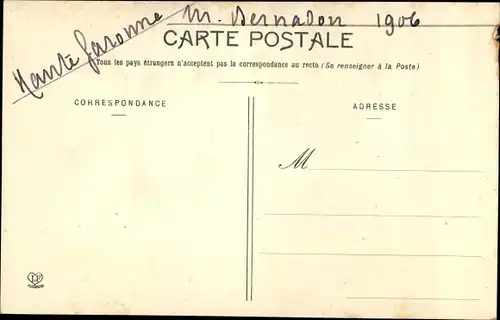 Haute Garonne M. Bernadon 1906
CARTE POSTALE
Tous les pays étrangers n'acceptent pas la correspondance au recto (Se renseigner à la Poste)
CORRESPONDANCE
ADRESSE
M